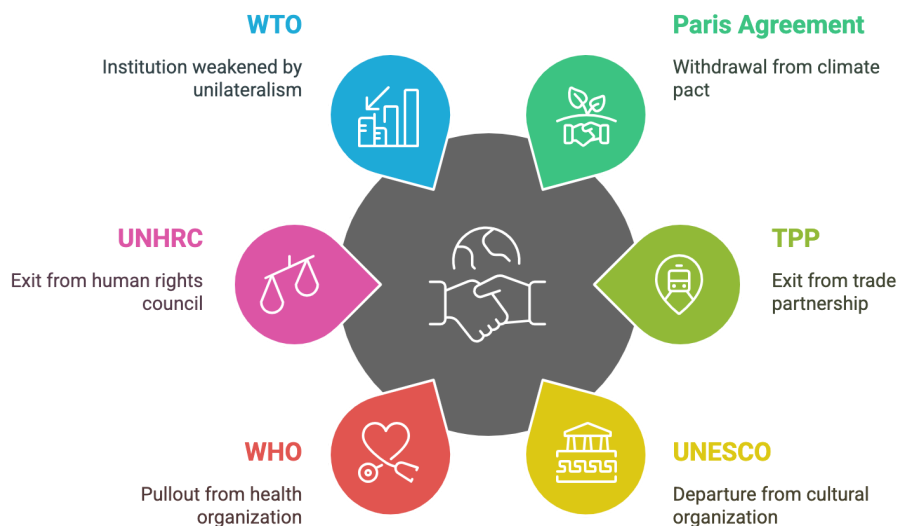 WTO
Institution weakened by
unilateralism
Paris Agreement
Withdrawal from climate
pact
UNHRC
Exit from human rights
council
TPP
Exit from trade
partnership
WHO
Pullout from health
organization
UNESCO
Departure from cultural
organization